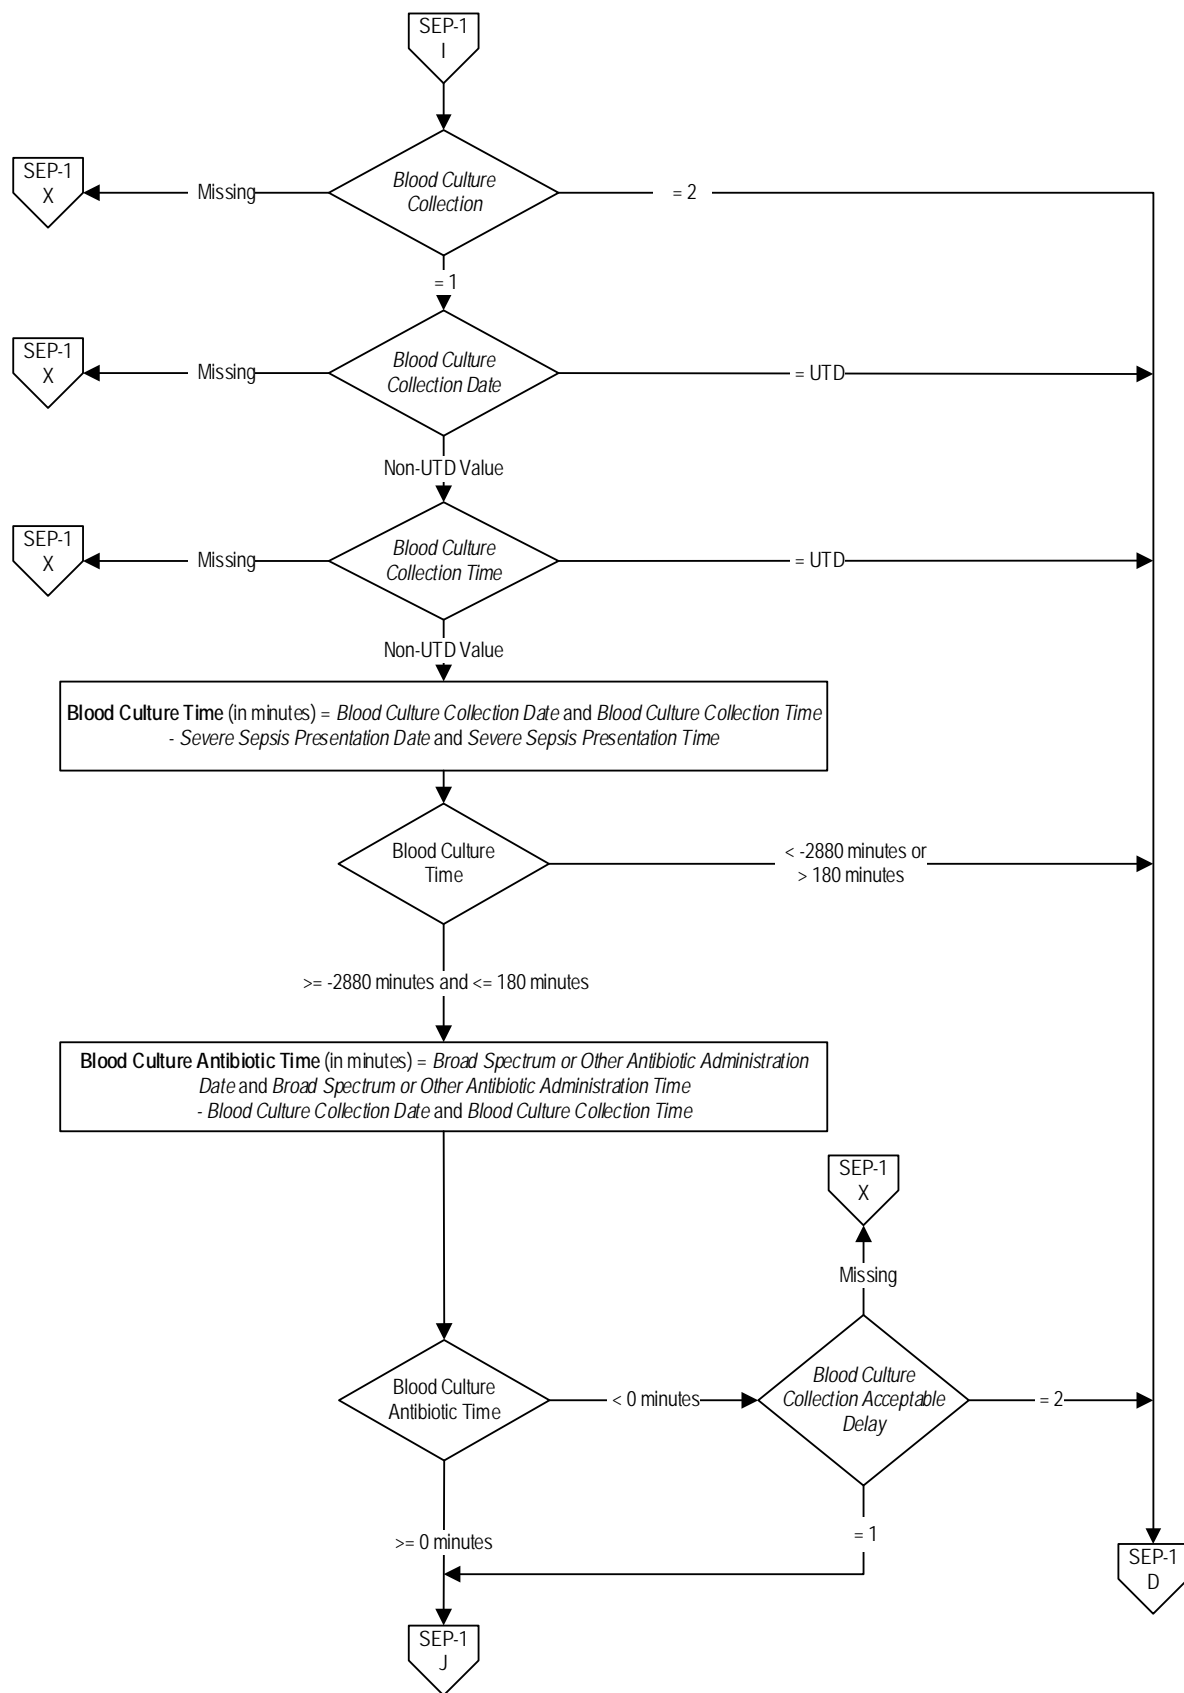 SEP-1
I
SEP-1
X
Missing
Blood Culture
Collection
= 2
= 1
SEP-1
X
Missing
Blood Culture
Collection Date
= UTD
Non-UTD Value
SEP-1
X
Missing
Blood Culture
Collection Time
= UTD
Non-UTD Value
Blood Culture Time (in minutes) = Blood Culture Collection Date and Blood Culture Collection Time
- Severe Sepsis Presentation Date and Severe Sepsis Presentation Time
Blood Culture
Time
< -2880 minutes or
> 180 minutes
>= -2880 minutes and <= 180 minutes
Blood Culture Antibiotic Time (in minutes) = Broad Spectrum or Other Antibiotic Administration
Date and Broad Spectrum or Other Antibiotic Administration Time
- Blood Culture Collection Date and Blood Culture Collection Time
SEP-1
X
Missing
Blood Culture
Antibiotic Time
< 0 minutes
Blood Culture
Collection Acceptable
Delay
= 2
>= 0 minutes
= 1
SEP-1
D
SEP-1
J